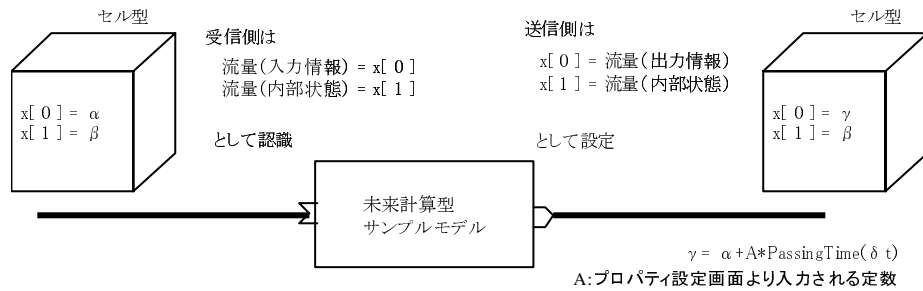 セル型
x[ 0 ] = α
x[ 1 ] = β
受信側は
流量(入力情報) = x[ 0 ]
流量(内部状態) = x[ 1 ]
として認識
送信側は
x[ 0 ] = 流量(出力情報)
x[ 1 ] = 流量(内部状態)
として設定
セル型
x[ 0 ] = γ
x[ 1 ] = β
未来計算型
サンプルモデル
γ = α+A*PassingTime(δ t)
A:プロパティ設定画面より入力される定数